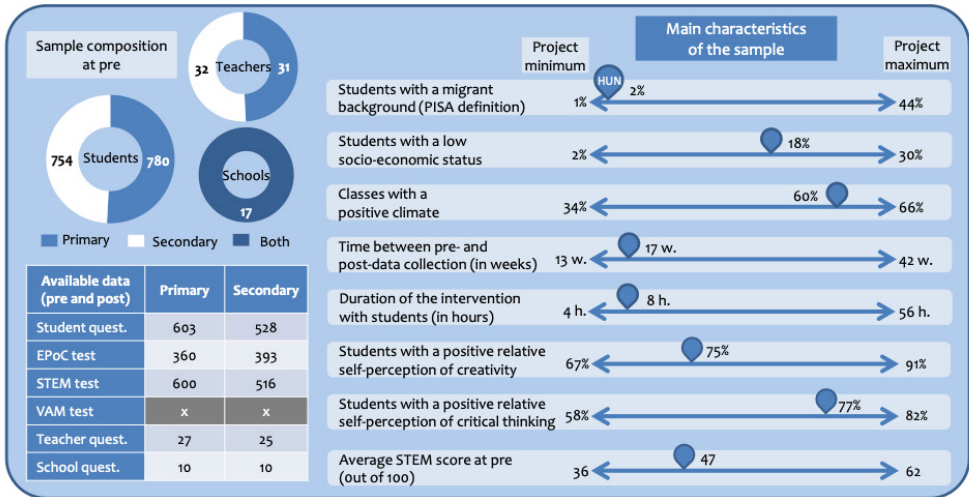 Sample composition
at pre
32 Teachers 31
754 Students 780
Schools
17
Primary Secondary Both
Available data
(pre and post) Primary Secondary
Student quest. 603 528
EPoC test 360 393
STEM test 600 516
VAM test x x
Teacher quest. 27 25
School quest. 10 10
Main characteristics
of the sample
Project
minimum
Project
maximum
HUN
Students with a migrant
background (PISA definition)
1% 2% 44%
Students with a low
socio-economic status
2% 18% 30%
Classes with a
positive climate
34% 60% 66%
Time between pre- and
post-data collection (in weeks)
13 w. 17 w. 42 w.
Duration of the intervention
with students (in hours)
4 h. 8 h. 56 h.
Students with a positive relative
self-perception of creativity
67% 75% 91%
Students with a positive relative
self-perception of critical thinking
58% 77% 82%
Average STEM score at pre
(out of 100)
36 47 62